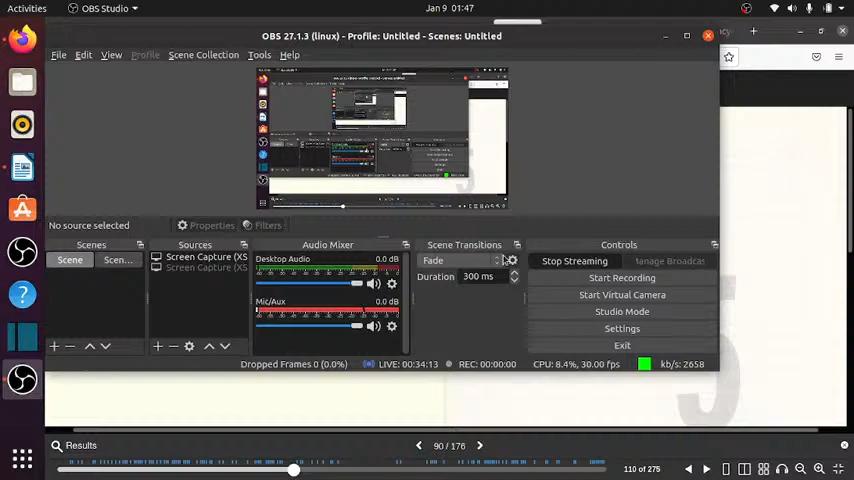 Activities
OBS Studio
Jan 9 01:47
OBS 27.1.3 (linux) - Profile: Untitled - Scenes: Untitled
File Edit View Profile Scene Collection Tools Help
No source selected
Properties
Filters
Scenes
Sources
Audio Mixer
Scene Transitions
Controls
Scene
Scen...
Screen Capture (XS
Screen Capture (XS
Desktop Audio
0.0 dB
Mic/Aux
0.0 dB
Fade
Duration
300 ms
Stop Streaming
Manage Broadcas
Start Recording
Start Virtual Camera
Studio Mode
Settings
Exit
Dropped Frames 0 (0.0%)
LIVE: 00:34:13
REC: 00:00:00
CPU: 8.4%, 30.00 fps
kb/s: 2658
5
Results
90 / 176
110 of 275